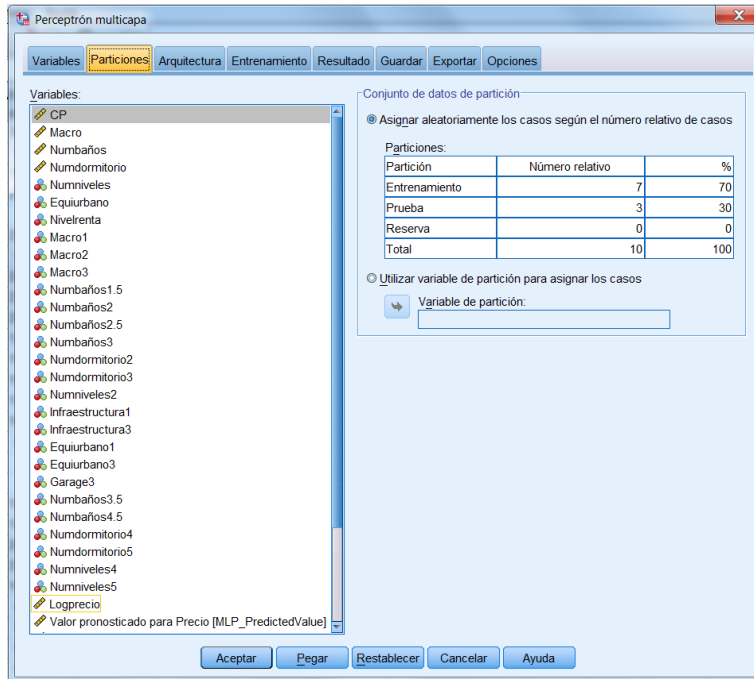 Perceptrón multicapa
Variables Particiones Arquitectura Entrenamiento Resultado Guardar Exportar Opciones
Variables:
CP
Macro
Numbaños
Numdormitorio
Numniveles
Equiurbano
Nivelrenta
Macro1
Macro2
Macro3
Numbaños1.5
Numbaños2
Numbaños2.5
Numbaños3
Numdormitorio2
Numdormitorio3
Numniveles2
Infraestructura1
Infraestructura3
Equiurbano1
Equiurbano3
Garage3
Numbaños3.5
Numbaños4.5
Numdormitorio4
Numdormitorio5
Numniveles4
Numniveles5
Logprecio
Valor pronosticado para Precio [MLP_PredictedValue]
Conjunto de datos de partición
Asignar aleatoriamente los casos según el número relativo de casos
Particiones:
Partición Número relativo %
Entrenamiento 7 70
Prueba 3 30
Reserva 0 0
Total 10 100
Utilizar variable de partición para asignar los casos
Variable de partición:
Aceptar Pegar Restablecer Cancelar Ayuda